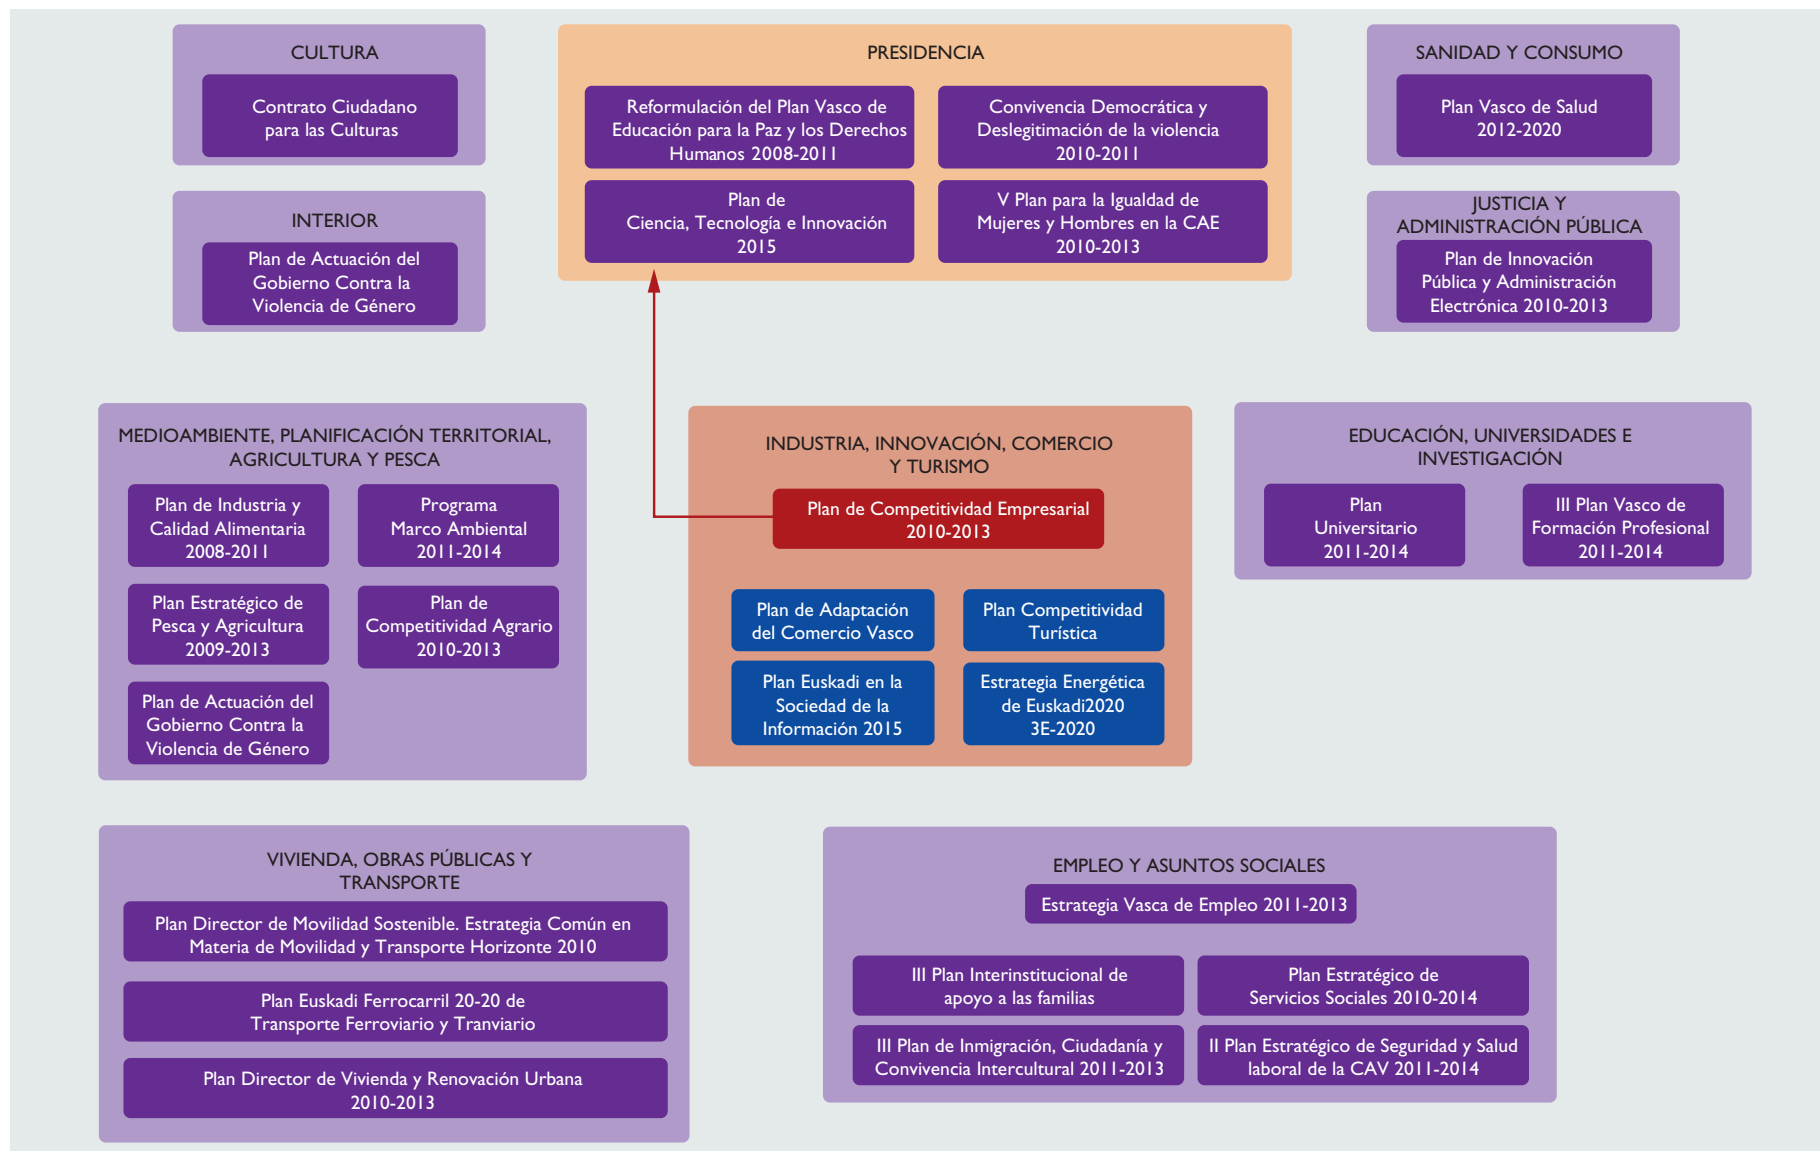 CULTURA
Contrato Ciudadano
para las Culturas
PRESIDENCIA
Reformulación del Plan Vasco de
Educación para la Paz y los Derechos
Humanos 2008-2011
Convivencia Democrática y
Deslegitimación de la violencia
2010-2011
Plan de
Ciencia, Tecnología e Innovación
2015
V Plan para la Igualdad de
Mujeres y Hombres en la CAE
2010-2013
SANIDAD Y CONSUMO
Plan Vasco de Salud
2012-2020
INTERIOR
Plan de Actuación del
Gobierno Contra la
Violencia de Género
JUSTICIA Y
ADMINISTRACIÓN PÚBLICA
Plan de Innovación
Pública y Administración
Electrónica 2010-2013
MEDIOAMBIENTE, PLANIFICACIÓN TERRITORIAL,
AGRICULTURA Y PESCA
Plan de Industria y
Calidad Alimentaria
2008-2011
Programa
Marco Ambiental
2011-2014
Plan Estratégico de
Pesca y Agricultura
2009-2013
Plan de
Competitividad Agrario
2010-2013
Plan de Actuación del
Gobierno Contra la
Violencia de Género
INDUSTRIA, INNOVACIÓN, COMERCIO
Y TURISMO
Plan de Competitividad Empresarial
2010-2013
Plan de Adaptación
del Comercio Vasco
Plan Competitividad
Turística
Plan Euskadi en la
Sociedad de la
Información 2015
Estrategia Energética
de Euskadi2020
3E-2020
EDUCACIÓN, UNIVERSIDADES E
INVESTIGACIÓN
Plan
Universitario
2011-2014
III Plan Vasco de
Formación Profesional
2011-2014
VIVIENDA, OBRAS PÚBLICAS Y
TRANSPORTE
Plan Director de Movilidad Sostenible. Estrategia Común en
Materia de Movilidad y Transporte Horizonte 2010
Plan Euskadi Ferrocarril 20-20 de
Transporte Ferroviario y Tranviario
Plan Director de Vivienda y Renovación Urbana
2010-2013
EMPLEO Y ASUNTOS SOCIALES
Estrategia Vasca de Empleo 2011-2013
III Plan Interinstitucional de
apoyo a las familias
Plan Estratégico de
Servicios Sociales 2010-2014
III Plan de Inmigración, Ciudadanía y
Convivencia Intercultural 2011-2013
II Plan Estratégico de Seguridad y Salud
laboral de la CAV 2011-2014